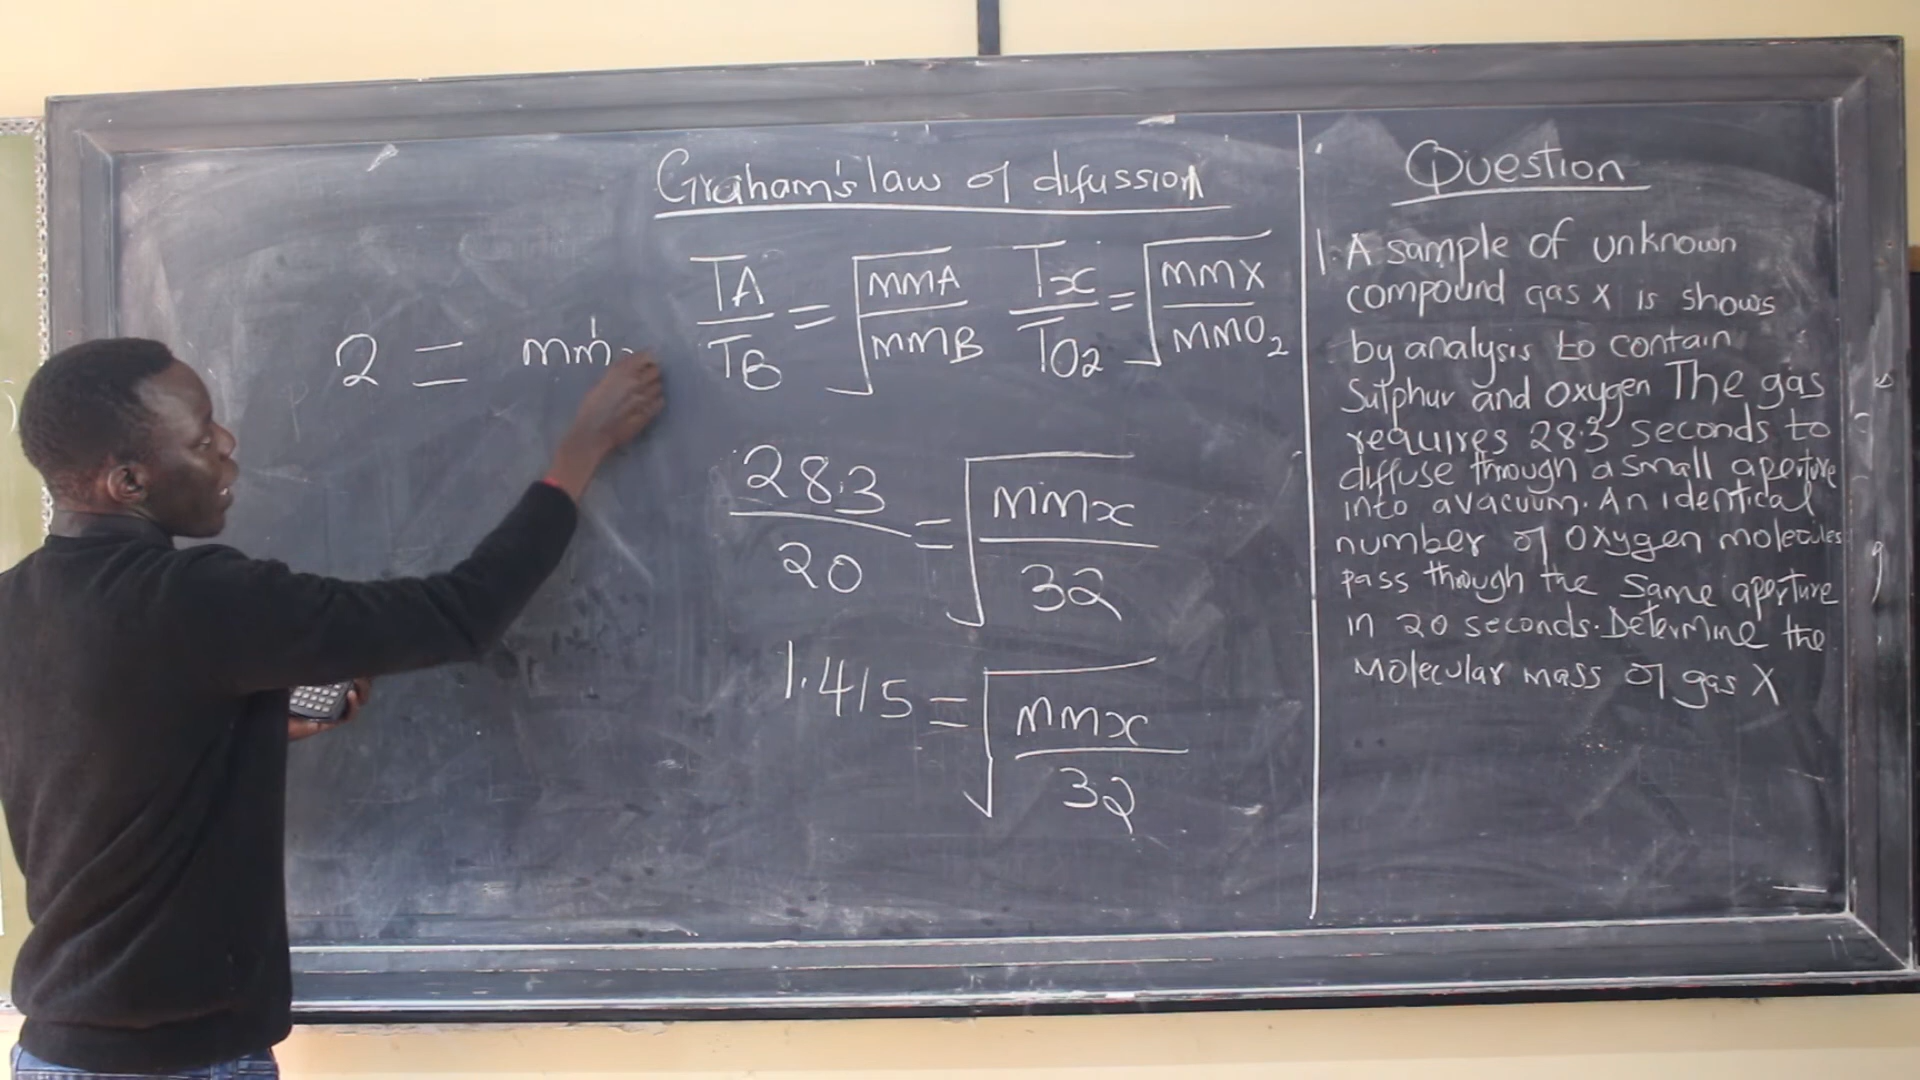 Graham's law of difussion
TA/TB = √MMA/MMB Tx/TO2 = √MMX/MMO2
2 = mm
28.3/20 = √MMx/32
1.415 = √MMx/32
Question
1. A sample of unknown
compound gas X is shows
by analysis to contain
Sulphur and oxygen The gas
requires 28.3 seconds to
diffuse through a small aperture
into a vacuum. An identical
number of oxygen molecules
pass through the same aperture
in 20 seconds. Determine the
Molecular mass of gas X